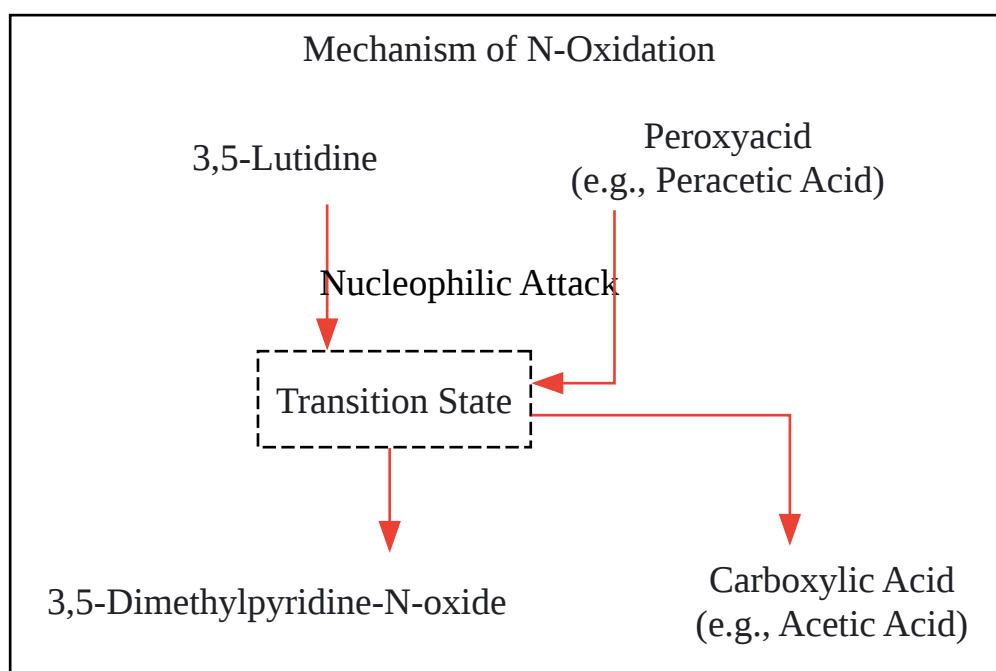 Mechanism of N-Oxidation
3,5-Lutidine
Peroxyacid
(e.g., Peracetic Acid)
Nucleophilic Attack
Transition State
3,5-Dimethylpyridine-N-oxide
Carboxylic Acid
(e.g., Acetic Acid)